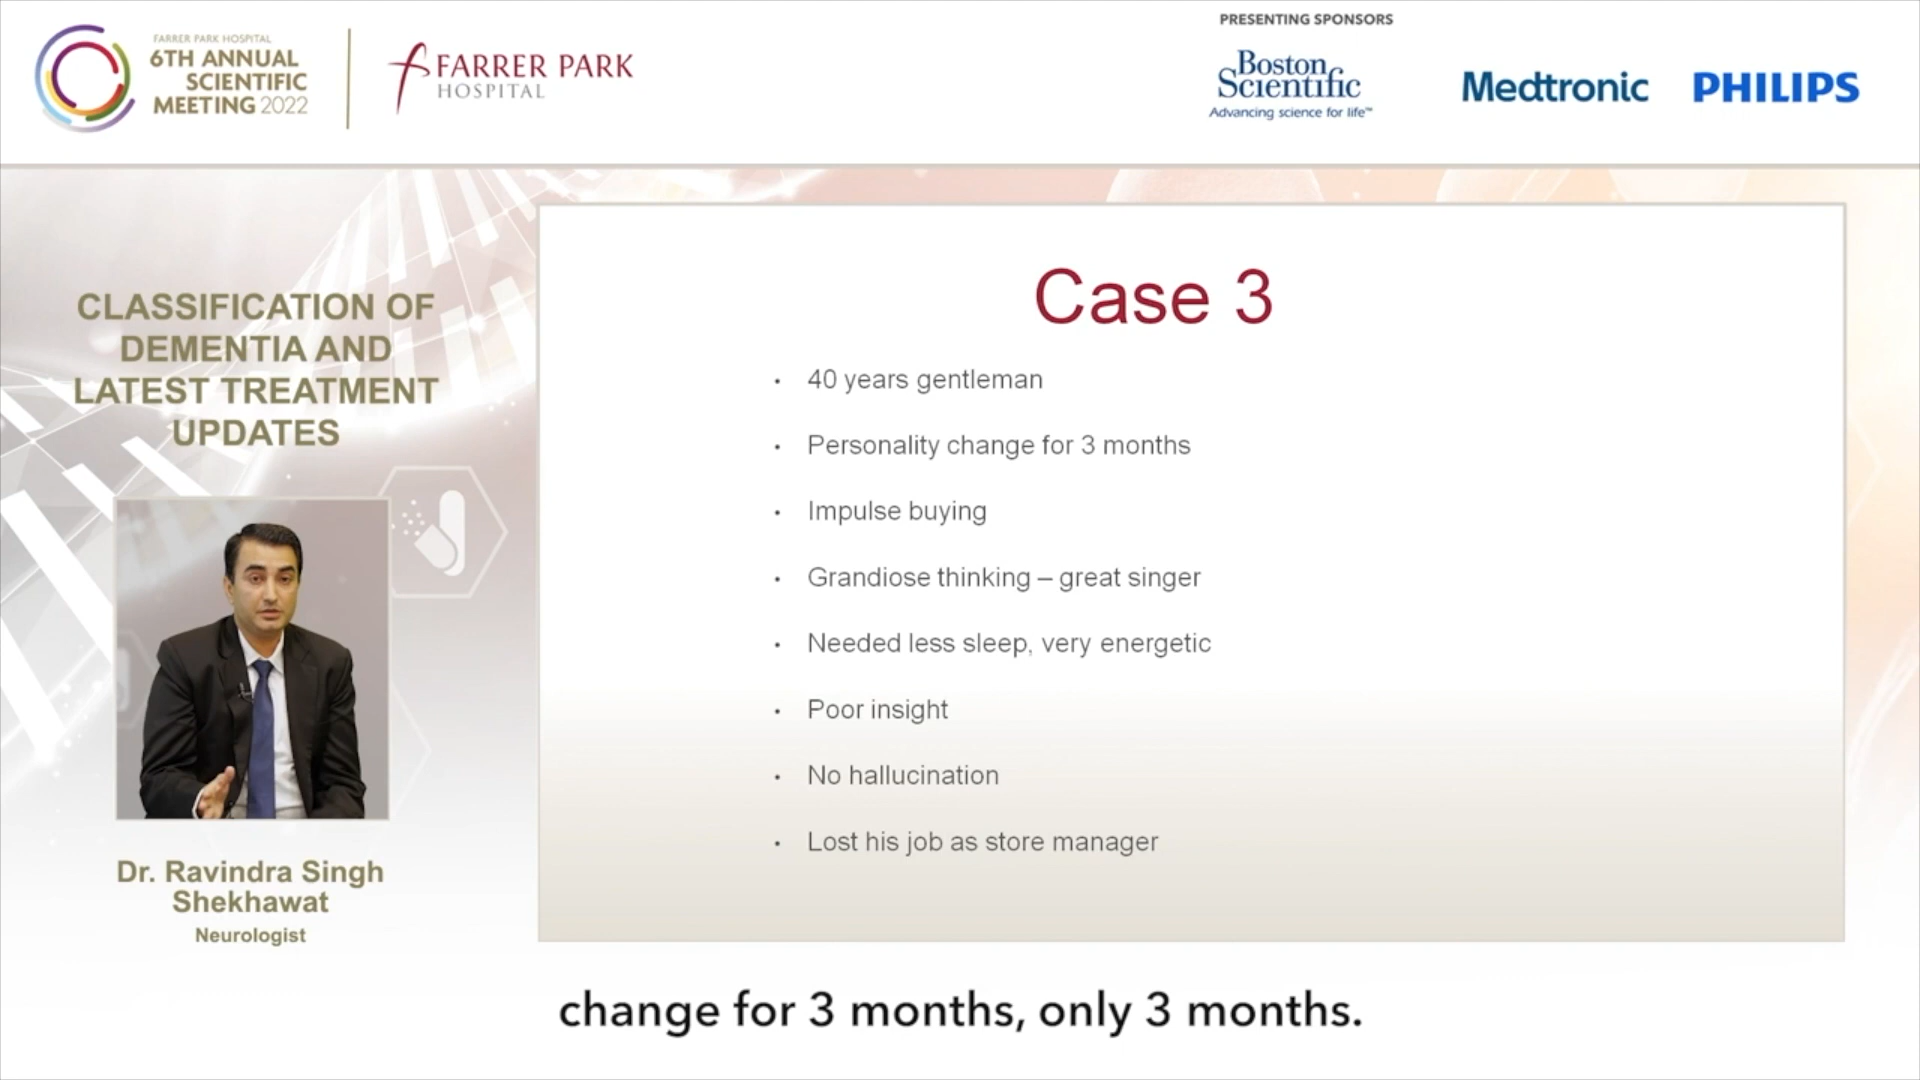 FARRER PARK HOSPITAL
6TH ANNUAL
SCIENTIFIC
MEETING 2022
FARRER PARK
HOSPITAL
PRESENTING SPONSORS
Boston
Scientific
Advancing science for life™
Medtronic
PHILIPS
CLASSIFICATION OF
DEMENTIA AND
LATEST TREATMENT
UPDATES
Dr. Ravindra Singh
Shekhawat
Neurologist
Case 3
• 40 years gentleman
• Personality change for 3 months
• Impulse buying
• Grandiose thinking – great singer
• Needed less sleep, very energetic
• Poor insight
• No hallucination
• Lost his job as store manager
change for 3 months, only 3 months.